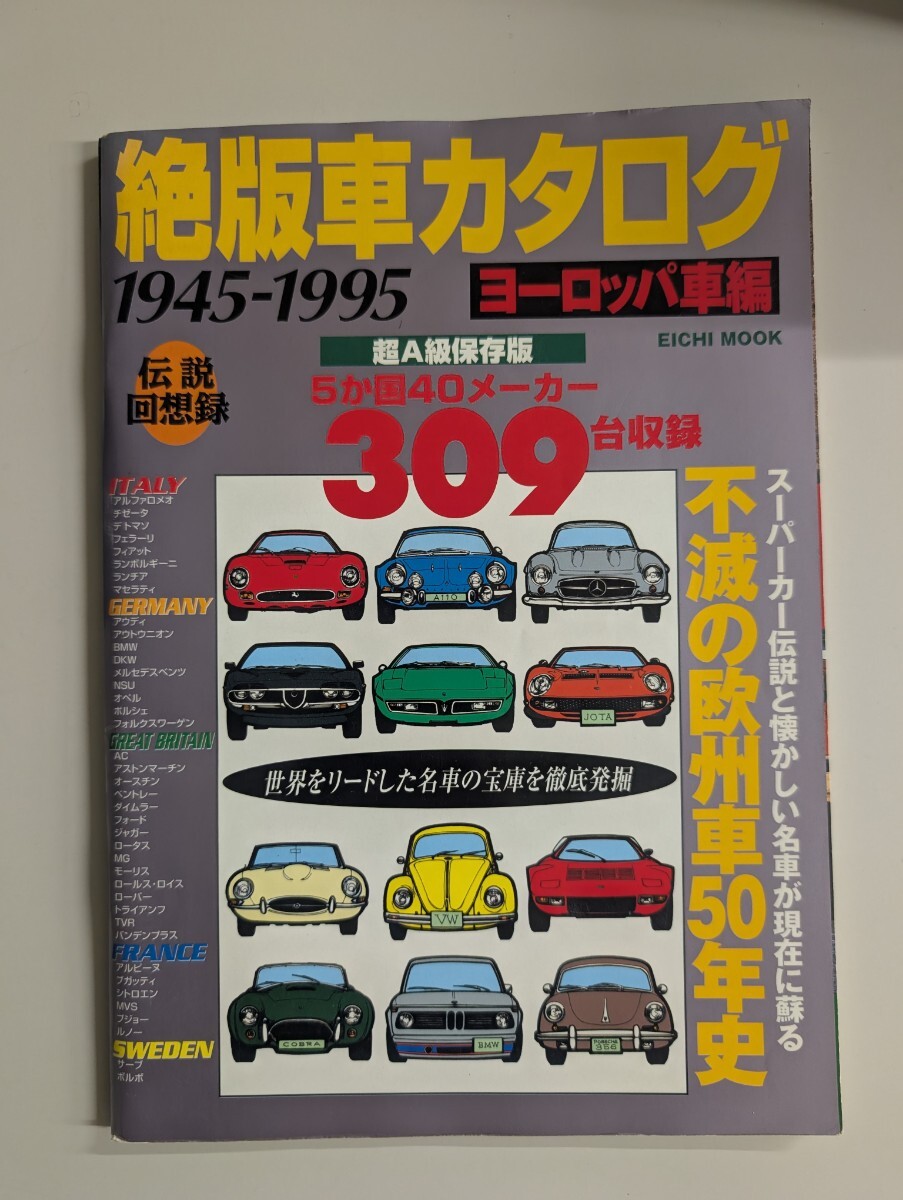 絶版車カタログ
1945-1995
ヨーロッパ車編
EICHI MOOK
超A級保存版
伝説
回想録
5か国40メーカー
309台収録
スーパーカー伝説と懐かしい名車が現在に蘇る
不滅の欧州車50年史
ITALY
アルファロメオ
チゼータ
デトマソ
フェラーリ
フィアット
ランボルギーニ
ランチア
マセラティ
GERMANY
アウディ
アウトウニオン
BMW
DKW
メルセデスベンツ
NSU
オペル
ポルシェ
フォルクスワーゲン
GREAT BRITAIN
AC
アストンマーチン
オースチン
ベントレー
ダイムラー
フォード
ジャガー
ロータス
MG
モーリス
ロールス・ロイス
ローバー
トライアンフ
TVR
バンデンプラス
FRANCE
アルピーヌ
ブガッティ
シトロエン
MVS
プジョー
ルノー
SWEDEN
サーブ
ボルボ
A110
JOTA
世界をリードした名車の宝庫を徹底発掘
VW
COBRA
BMW
PORSCHE
356